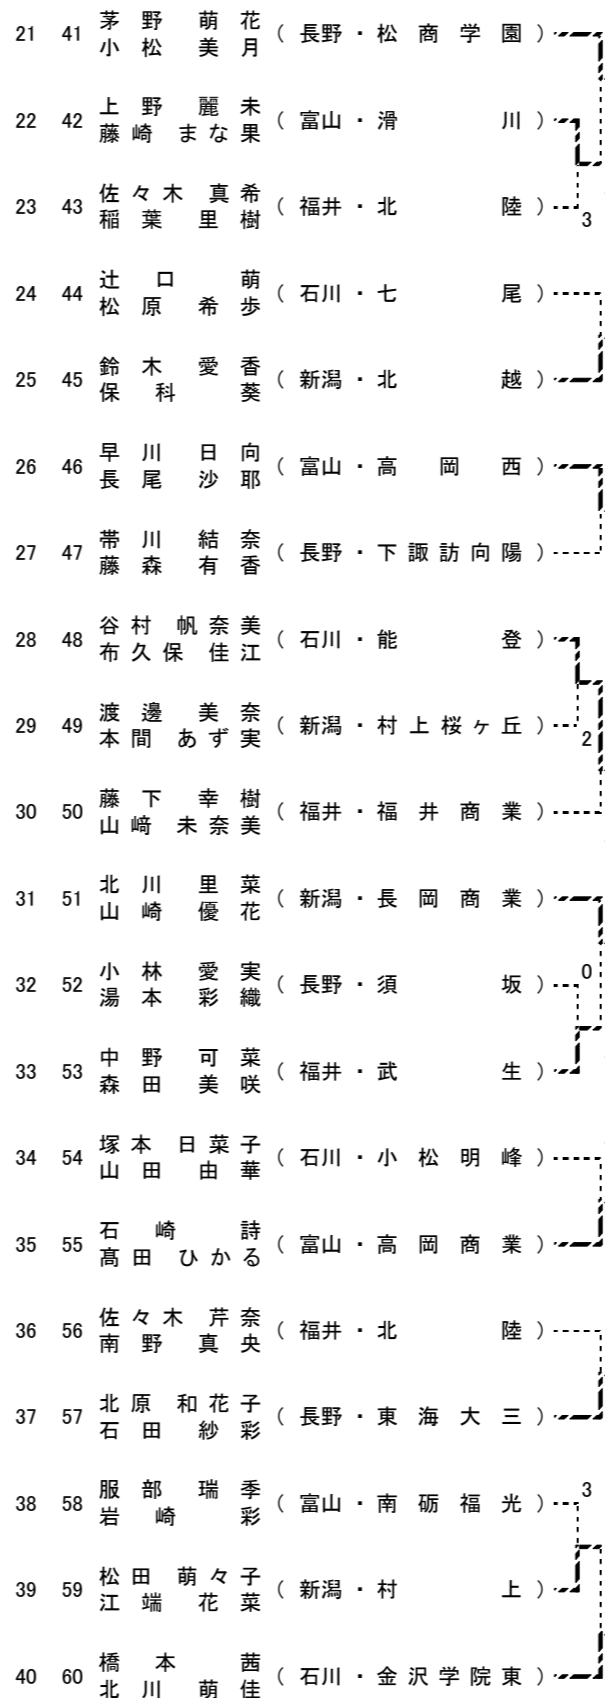 21 41 茅野萌花 小松美月 （長野・松商学園）
22 42 上野麗未 藤崎まな果 （富山・滑川）
3
23 43 佐々木真希 稲葉里樹 （福井・北陸）
24 44 辻口萌 松原希歩 （石川・七尾）
25 45 鈴木愛香 保科葵 （新潟・北越）
26 46 早川日向 長尾沙耶 （富山・高岡西）
27 47 帯川結奈 藤森有香 （長野・下諏訪向陽）
28 48 谷村帆奈美 布久保佳江 （石川・能登）
29 49 渡邊美奈 本間あず実 （新潟・村上桜ヶ丘）
2
30 50 藤下幸樹 山﨑未奈美 （福井・福井商業）
31 51 北川里菜 山崎優花 （新潟・長岡商業）
0
32 52 小林愛実 湯本彩織 （長野・須坂）
33 53 中野可菜 森田美咲 （福井・武生）
34 54 塚本日菜子 山田由華 （石川・小松明峰）
35 55 石崎詩 髙田ひかる （富山・高岡商業）
36 56 佐々木芹奈 南野真央 （福井・北陸）
37 57 北原和花子 石田紗彩 （長野・東海大三）
3
38 58 服部瑞季 岩崎彩 （富山・南砺福光）
39 59 松田萌々子 江端花菜 （新潟・村上）
40 60 橋本茜 北川萌佳 （石川・金沢学院東）